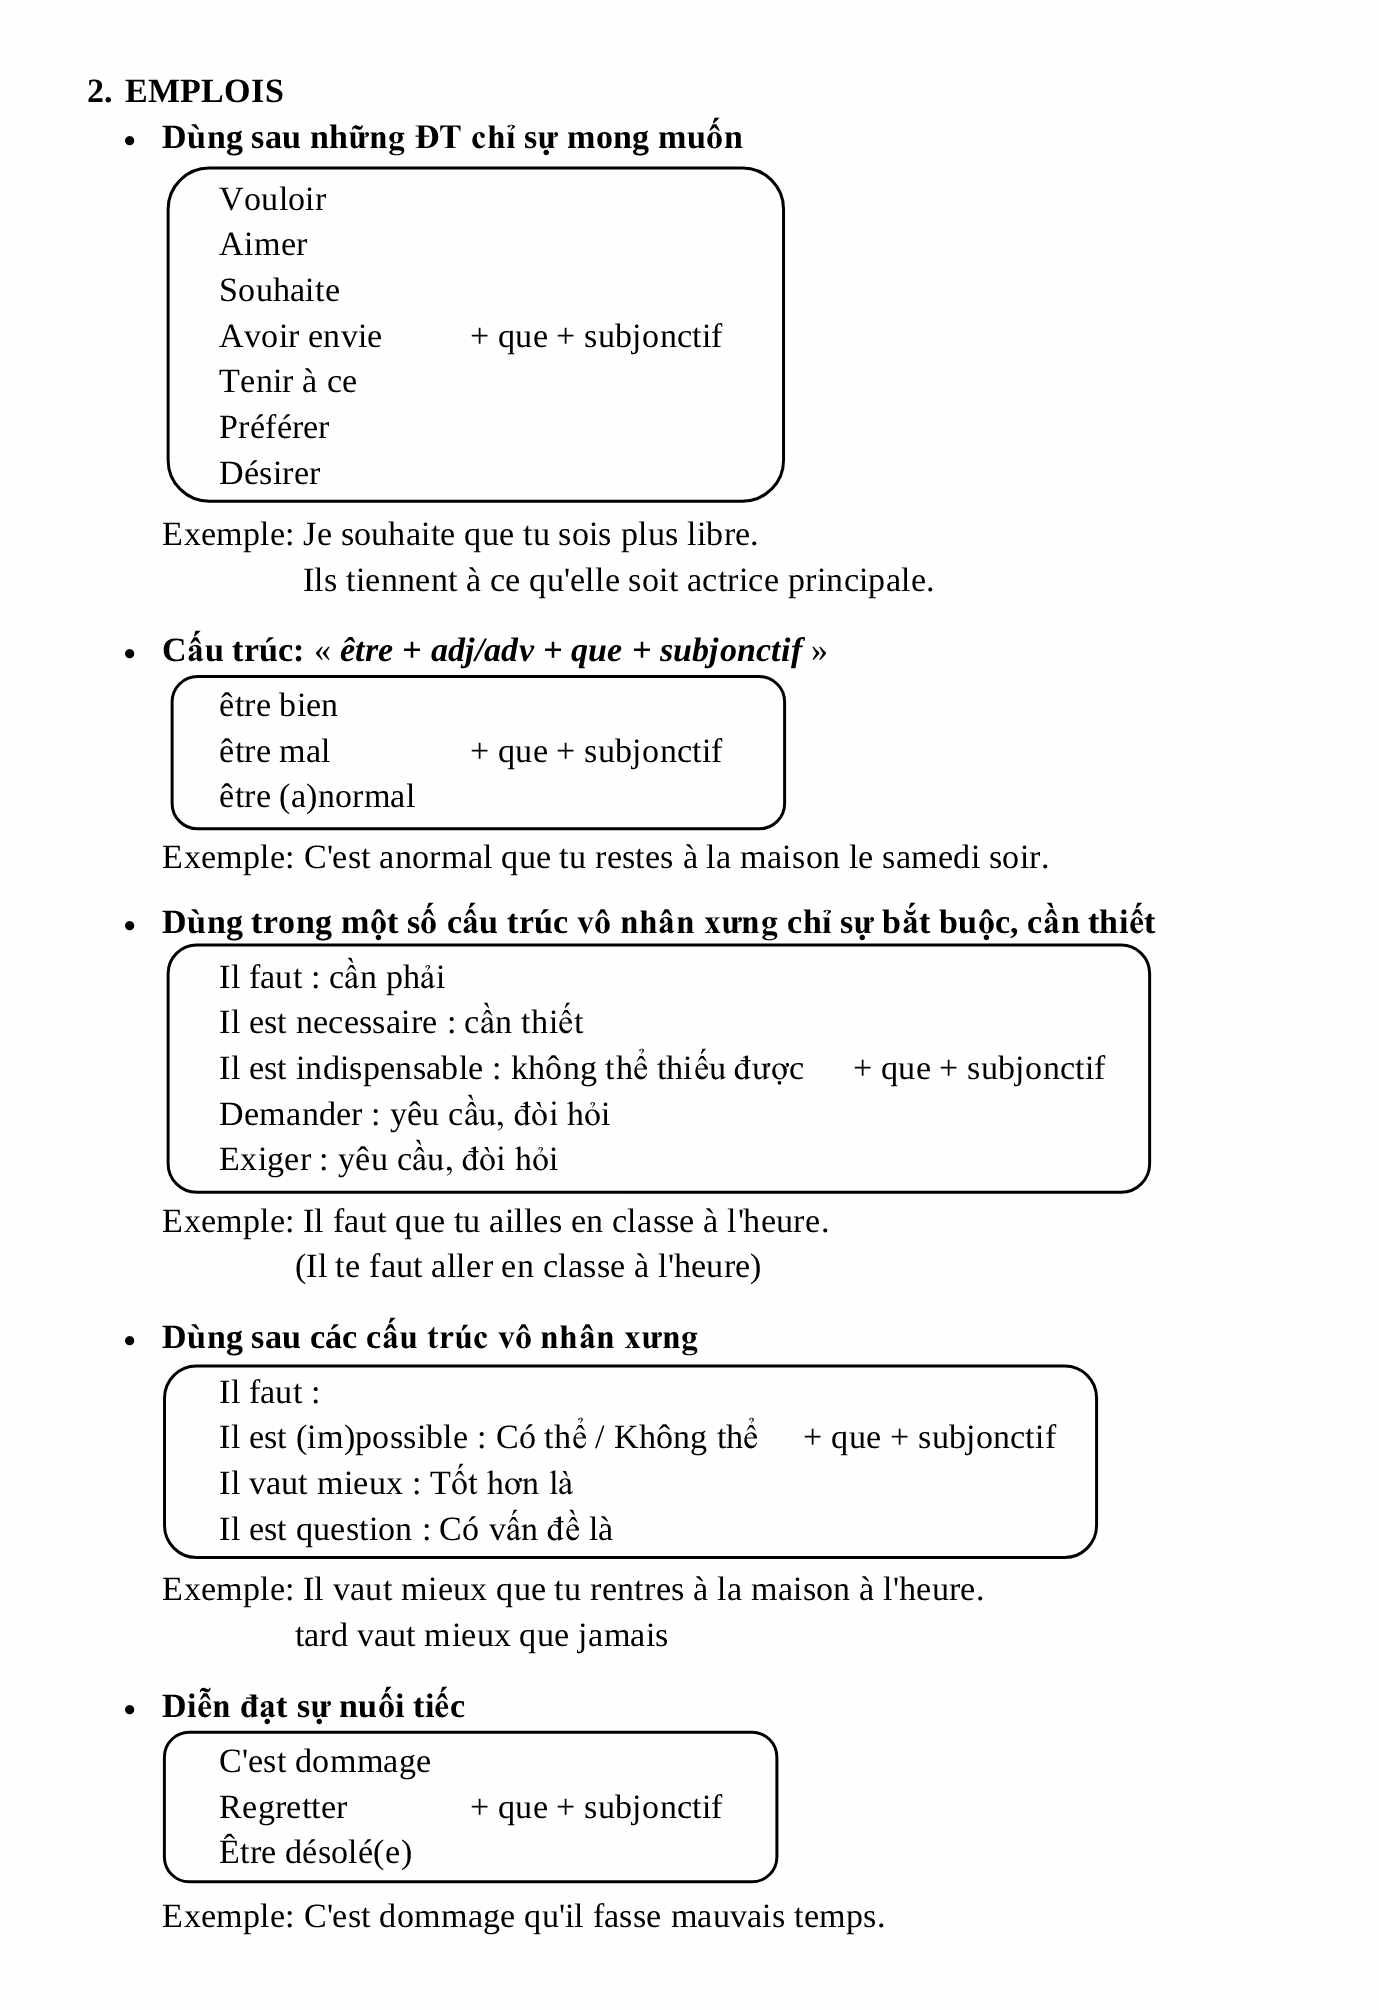 2. EMPLOIS
• Dùng sau những ĐT chỉ sự mong muốn
Vouloir
Aimer
Souhaite
Avoir envie + que + subjonctif
Tenir à ce
Préférer
Désirer
Exemple: Je souhaite que tu sois plus libre.
Ils tiennent à ce qu'elle soit actrice principale.
• Cấu trúc: « être + adj/adv + que + subjonctif »
être bien
être mal + que + subjonctif
être (a)normal
Exemple: C'est anormal que tu restes à la maison le samedi soir.
• Dùng trong một số cấu trúc vô nhân xưng chỉ sự bắt buộc, cần thiết
Il faut : cần phải
Il est necessaire : cần thiết
Il est indispensable : không thể thiếu được + que + subjonctif
Demander : yêu cầu, đòi hỏi
Exiger : yêu cầu, đòi hỏi
Exemple: Il faut que tu ailles en classe à l'heure.
(Il te faut aller en classe à l'heure)
• Dùng sau các cấu trúc vô nhân xưng
Il faut :
Il est (im)possible : Có thể / Không thể + que + subjonctif
Il vaut mieux : Tốt hơn là
Il est question : Có vấn đề là
Exemple: Il vaut mieux que tu rentres à la maison à l'heure.
tard vaut mieux que jamais
• Diễn đạt sự nuối tiếc
C'est dommage
Regretter + que + subjonctif
Être désolé(e)
Exemple: C'est dommage qu'il fasse mauvais temps.